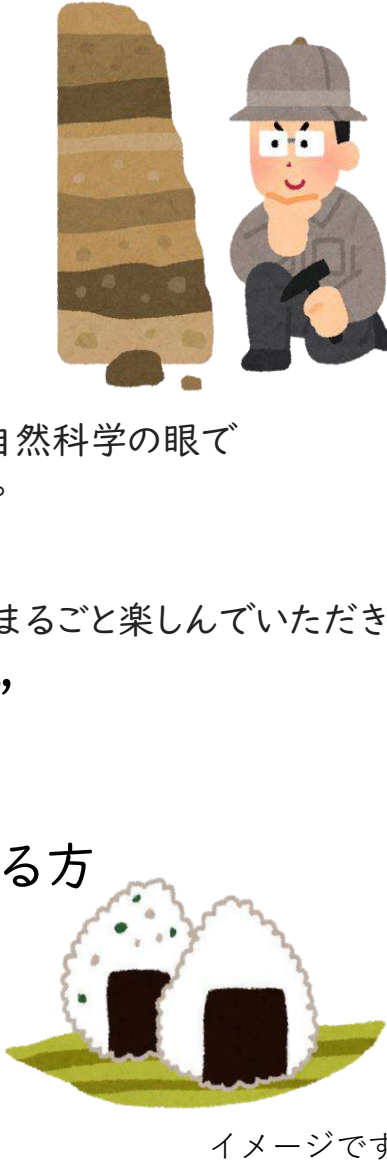 自然科学の眼で
。
まるごと楽しんでいただき
,
る方
イメージです